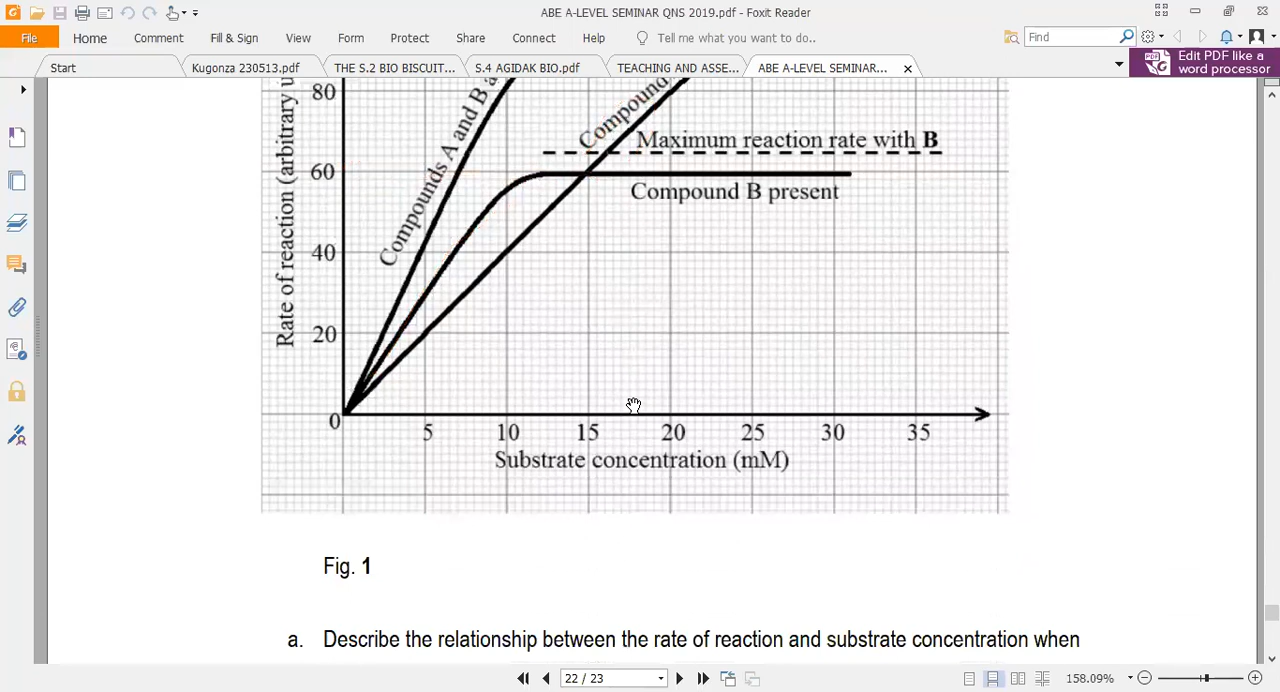 ABE A-LEVEL SEMINAR QNS 2019.pdf - Foxit Reader
File Home Comment Fill & Sign View Form Protect Share Connect Help Tell me what you want to do.. Find
Start Kugonza 230513.pdf THE S.2 BIO BISCUIT... 5.4 ANORAK BIO.pdf TEACHING AND ASSE... ABE A-LEVEL SEMINAR...
Edit PDF like a
word processor
80
60
40
20
0
Rate of reaction (arbitrary u
Compounds A and B a
Compound
Maximum reaction rate with B
Compound B present
5 10 15 20 25 30 35
Substrate concentration (mM)
Fig. 1
a. Describe the relationship between the rate of reaction and substrate concentration when
22 / 23
158.09%